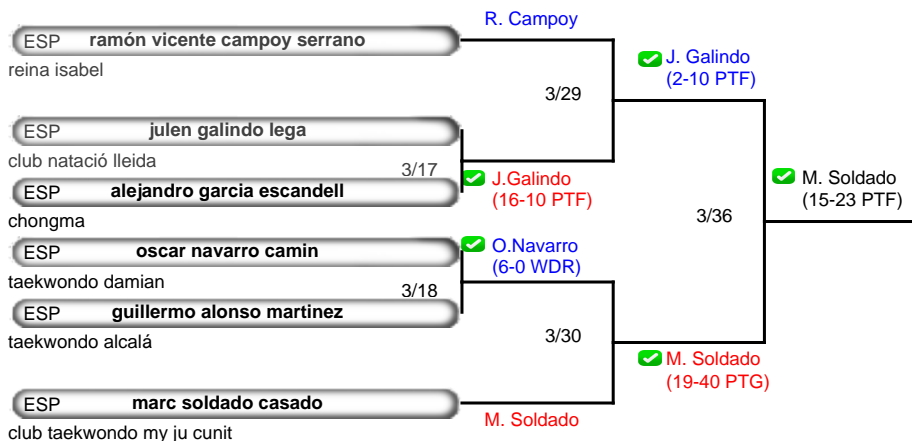 R. Campoy
ESP ramón vicente campoy serrano
reina isabel
J. Galindo
(2-10 PTF)
3/29
ESP julen galindo lega
club natació lleida
3/17
J.Galindo
(16-10 PTF)
ESP alejandro garcia escandell
chongma
M. Soldado
(15-23 PTF)
3/36
ESP oscar navarro camin
taekwondo damian
O.Navarro
(6-0 WDR)
3/18
ESP guillermo alonso martinez
taekwondo alcalá
3/30
M. Soldado
(19-40 PTG)
ESP marc soldado casado
club taekwondo my ju cunit
M. Soldado